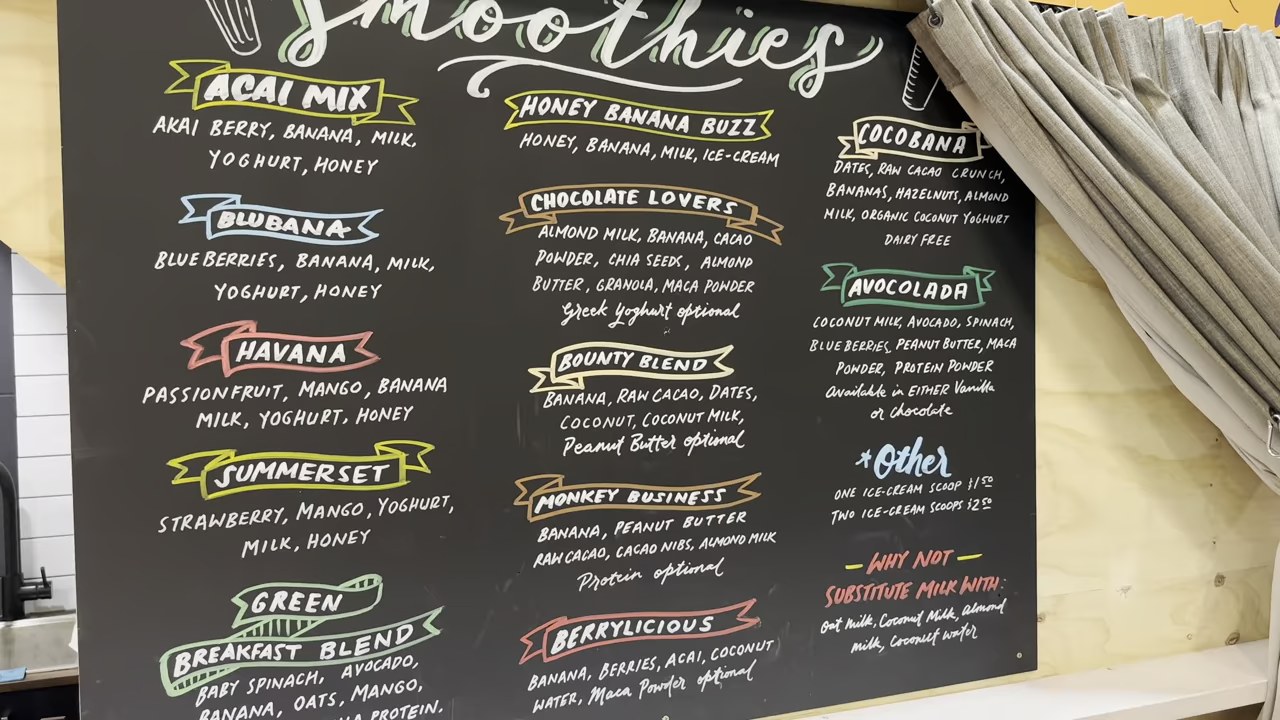 Smoothies
ACAI MIX
AKAI BERRY, BANANA, MILK,
YOGHURT, HONEY
BLUBANA
BLUEBERRIES, BANANA, MILK,
YOGHURT, HONEY
HAVANA
PASSIONFRUIT, MANGO, BANANA
MILK, YOGHURT, HONEY
SUMMERSET
STRAWBERRY, MANGO, YOGHURT,
MILK, HONEY
GREEN
BREAKFAST BLEND
BABY SPINACH, AVOCADO,
BANANA, OATS, MANGO,
PROTEIN.
HONEY BANANA BUZZ
HONEY, BANANA, MILK, ICE-CREAM
CHOCOLATE LOVERS
ALMOND MILK, BANANA, CACAO
POWDER, CHIA SEEDS, ALMOND
BUTTER, GRANOLA, MACA POWDER
Greek Yoghurt optional
BOUNTY BLEND
BANANA, RAW CACAO, DATES,
COCONUT, COCONUT MILK,
Peanut Butter optional
MONKEY BUSINESS
BANANA, PEANUT BUTTER
RAW CACAO, CACAO NIBS, ALMOND MILK
Protein optional
BERRYLICIOUS
BANANA, BERRIES, ACAI, COCONUT
WATER, Maca Powder optional
COCOBANA
DATES, RAW CACAO CRUNCH,
BANANAS, HAZELNUTS, ALMOND
MILK, ORGANIC COCONUT YOGHURT
DAIRY FREE
AVOCOLADA
COCONUT MILK, AVOCADO, SPINACH,
BLUEBERRIES, PEANUT BUTTER, MACA
POWDER, PROTEIN POWDER
Available in EITHER Vanilla
or Chocolate
*Other
ONE ICE-CREAM SCOOP $1.50
TWO ICE-CREAM SCOOPS $2.50
— WHY NOT —
SUBSTITUTE MILK WITH:
Oat Milk, Coconut Milk, Almond
milk, Coconut water